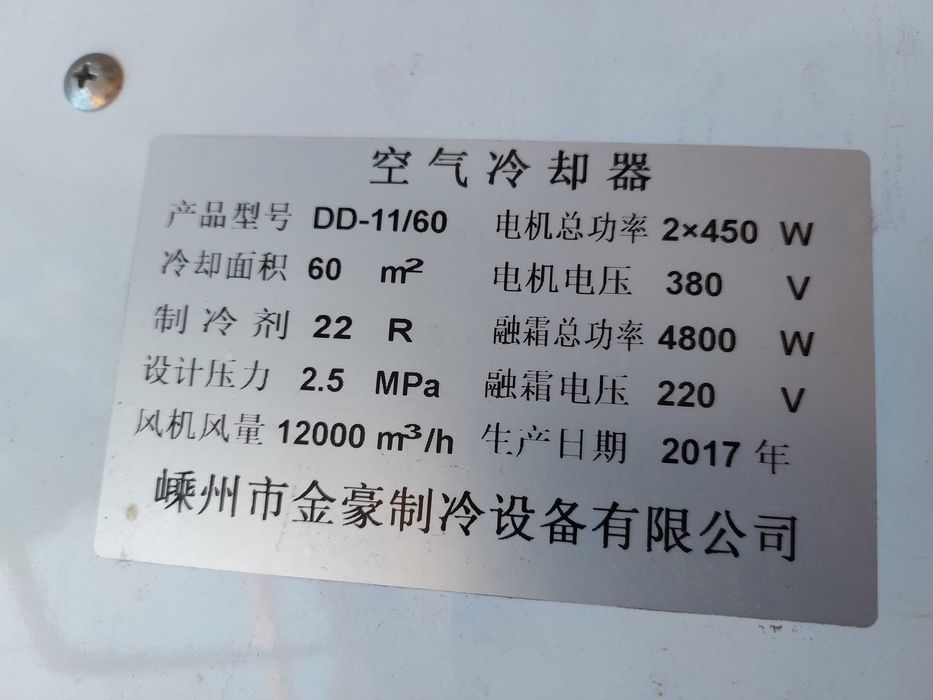 空气冷却器
产品型号 DD-11/60 电机总功率 2×450 W
冷却面积 60 m² 电机电压 380 V
制冷剂 22 R 融霜总功率 4800 W
设计压力 2.5 MPa 融霜电压 220 V
风机风量 12000 m³/h 生产日期 2017 年
嵊州市金豪制冷设备有限公司